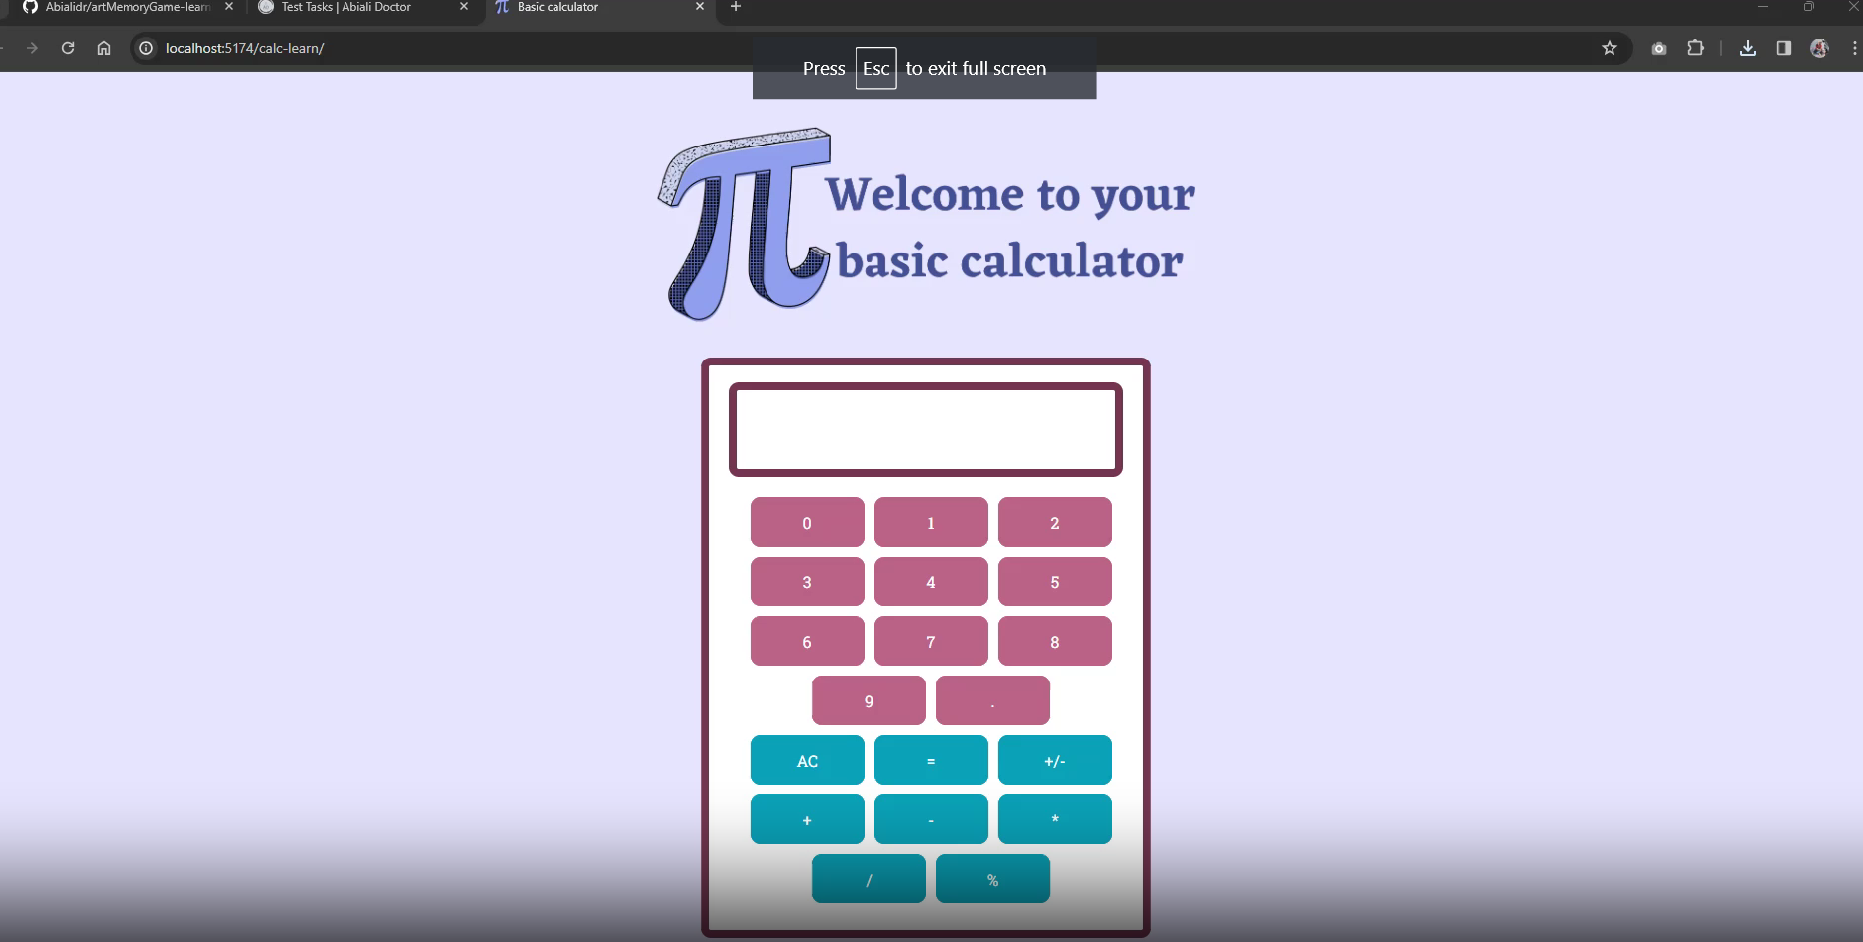 Abialidr/artMemoryGame-learn
Test Tasks | Abiali Doctor
Basic calculator
localhost:5174/calc-learn/
Press Esc to exit full screen
Welcome to your
basic calculator
0 1 2
3 4 5
6 7 8
9 .
AC = +/-
+ - *
/ %